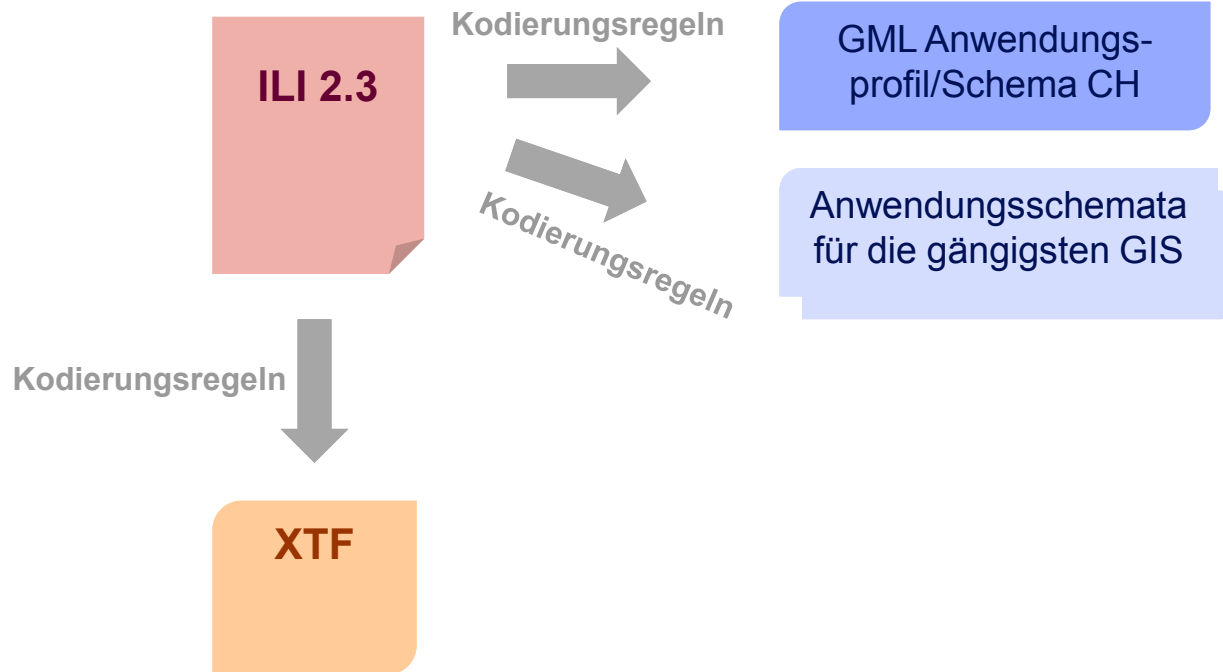 Kodierungsregeln
ILI 2.3
GML Anwendungs-
profil/Schema CH
Kodierungsregeln
Anwendungsschemata
für die gängigsten GIS
Kodierungsregeln
XTF